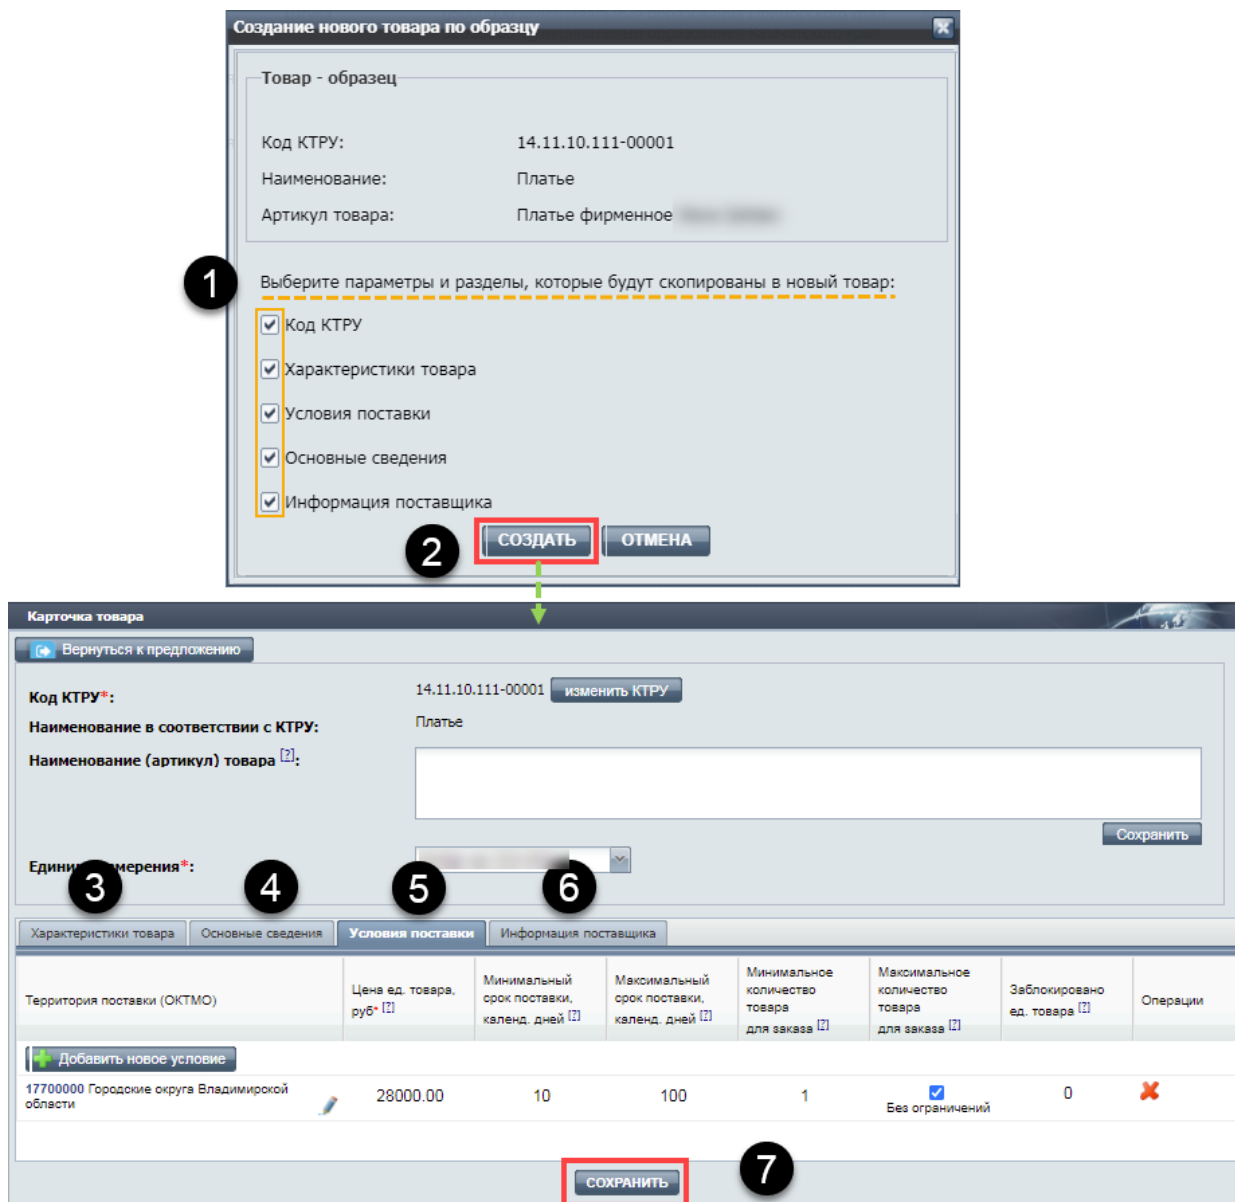 Создание нового товара по образцу
Товар - образец
Код КТРУ: 14.11.10.111-00001
Наименование: Платье
Артикул товара: Платье фирменное
1
Выберите параметры и разделы, которые будут скопированы в новый товар:
Код КТРУ
Характеристики товара
Условия поставки
Основные сведения
Информация поставщика
2
СОЗДАТЬ ОТМЕНА
Карточка товара
Вернуться к предложению
Код КТРУ*: 14.11.10.111-00001 изменить КТРУ
Наименование в соответствии с КТРУ: Платье
Наименование (артикул) товара [?]:
Сохранить
Едини мерения*:
3 4 5 6
Характеристики товара Основные сведения Условия поставки Информация поставщика
Территория поставки (ОКТМО)
Цена ед. товара,
руб* [?]
Минимальный
срок поставки,
календ. дней [?]
Максимальный
срок поставки,
календ. дней [?]
Минимальное
количество
товара
для заказа [?]
Максимальное
количество
товара
для заказа [?]
Заблокировано
ед. товара [?]
Операции
Добавить новое условие
17700000 Городские округа Владимирской
области
28000.00 10 100 1
Без ограничений
0
СОХРАНИТЬ
7